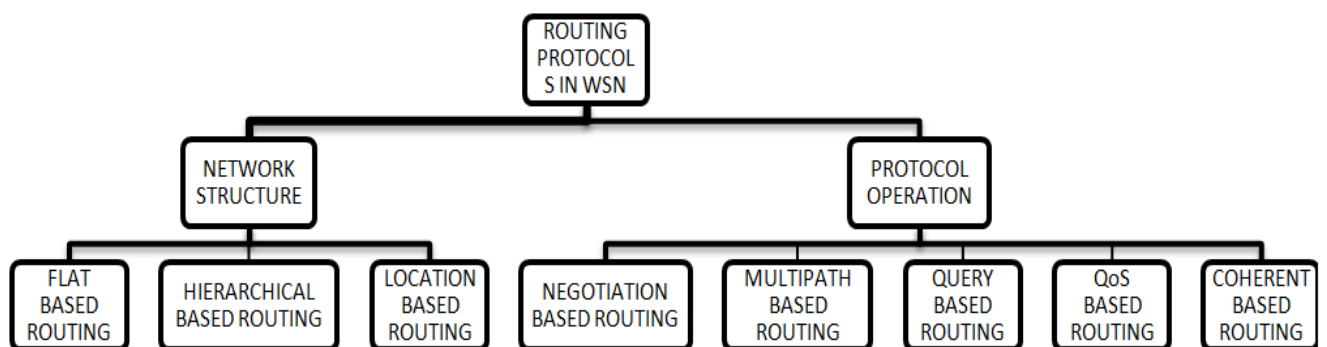 ROUTING
PROTOCOL
S IN WSN
NETWORK
STRUCTURE
PROTOCOL
OPERATION
FLAT
BASED
ROUTING
HIERARCHICAL
BASED ROUTING
LOCATION
BASED
ROUTING
NEGOTIATION
BASED ROUTING
MULTIPATH
BASED
ROUTING
QUERY
BASED
ROUTING
QoS
BASED
ROUTING
COHERENT
BASED
ROUTING